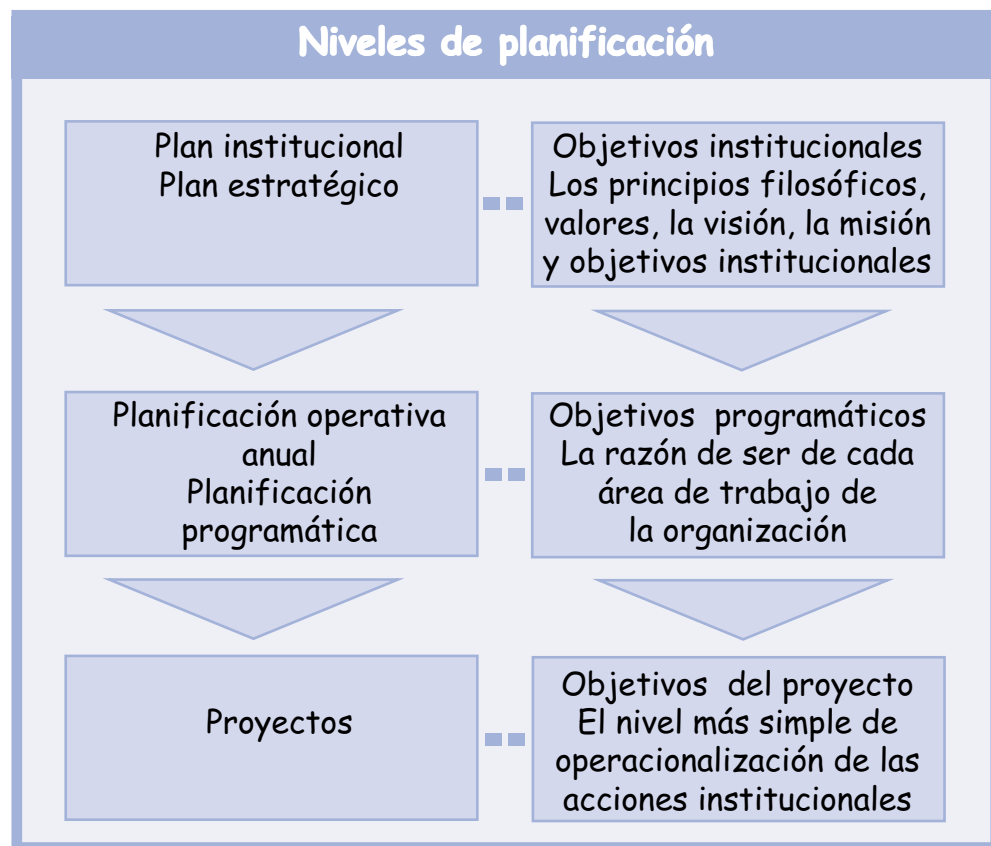 Niveles de planificación
Plan institucional
Plan estratégico
Objetivos institucionales
Los principios filosóficos,
valores, la visión, la misión
y objetivos institucionales
Planificación operativa
anual
Planificación
programática
Objetivos programáticos
La razón de ser de cada
área de trabajo de
la organización
Proyectos
Objetivos del proyecto
El nivel más simple de
operacionalización de las
acciones institucionales